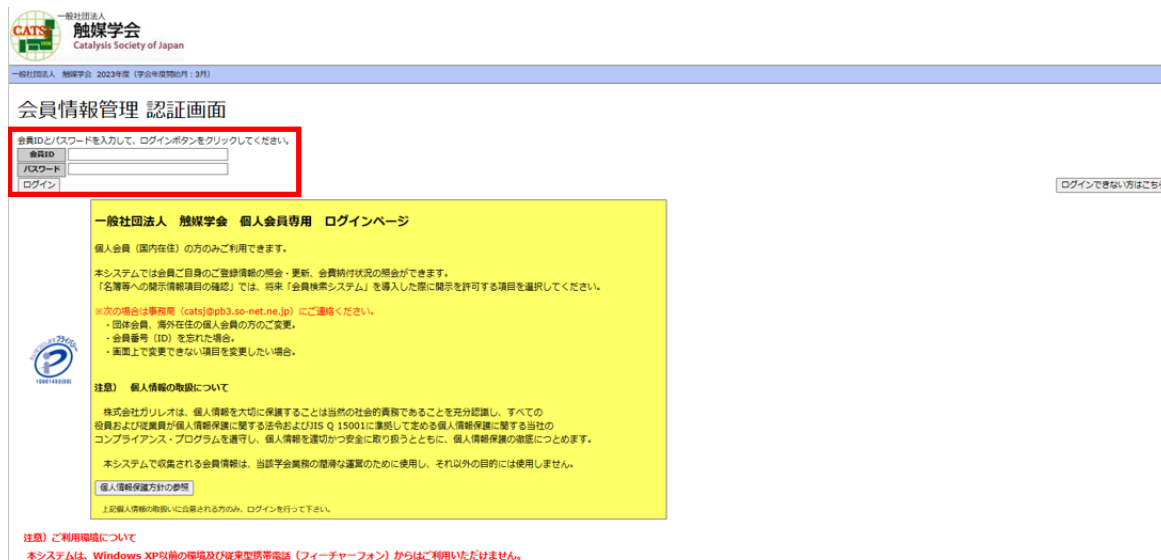 一般社団法人
CATSJ
触媒学会
Catalysis Society of Japan
一般社団法人 触媒学会 2023年度（学会年度開始月：3月）
会員情報管理 認証画面
会員IDとパスワードを入力して、ログインボタンをクリックしてください。
会員ID
パスワード
ログイン
ログインできない方はこちら
一般社団法人 触媒学会 個人会員専用 ログインページ
個人会員（国内在住）の方のみご利用できます。
本システムでは会員ご自身のご登録情報の照会・更新、会費納付状況の照会ができます。
「名簿等への開示情報項目の確認」では、将来「会員検索システム」を導入した際に開示を許可する項目を選択してください。
※次の場合は事務局（catsj@pb3.so-net.ne.jp）にご連絡ください。
・団体会員、海外在住の個人会員の方のご変更。
・会員番号（ID）を忘れた場合。
・画面上で変更できない項目を変更したい場合。
注意） 個人情報の取扱について
株式会社ガリレオは、個人情報を大切に保護することは当然の社会的責務であることを充分認識し、すべての
役員および従業員が個人情報保護に関する法令およびJIS Q 15001に準拠して定める個人情報保護に関する当社の
コンプライアンス・プログラムを遵守し、個人情報を適切かつ安全に取り扱うとともに、個人情報保護の徹底につとめます。
本システムで収集される会員情報は、当該学会業務の円滑な運営のために使用し、それ以外の目的には使用しません。
個人情報保護方針の参照
上記個人情報の取扱いに合意される方のみ、ログインを行って下さい。
注意）ご利用環境について
本システムは、Windows XP以前の環境及び従来型携帯電話（フィーチャーフォン）からはご利用いただけません。